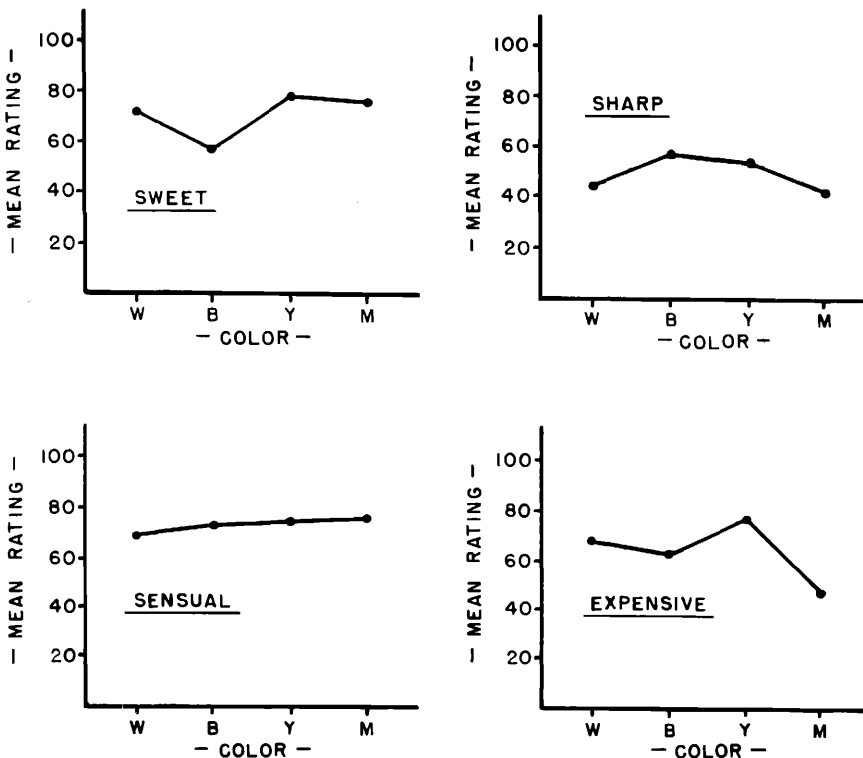 — MEAN RATING —
100
80
60
40
20
SWEET
W B Y M
— COLOR —
— MEAN RATING —
100
80
60
40
20
SHARP
W B Y M
— COLOR —
— MEAN RATING —
100
80
60
40
20
SENSUAL
W B Y M
— COLOR —
— MEAN RATING —
100
80
60
40
20
EXPENSIVE
W B Y M
— COLOR —